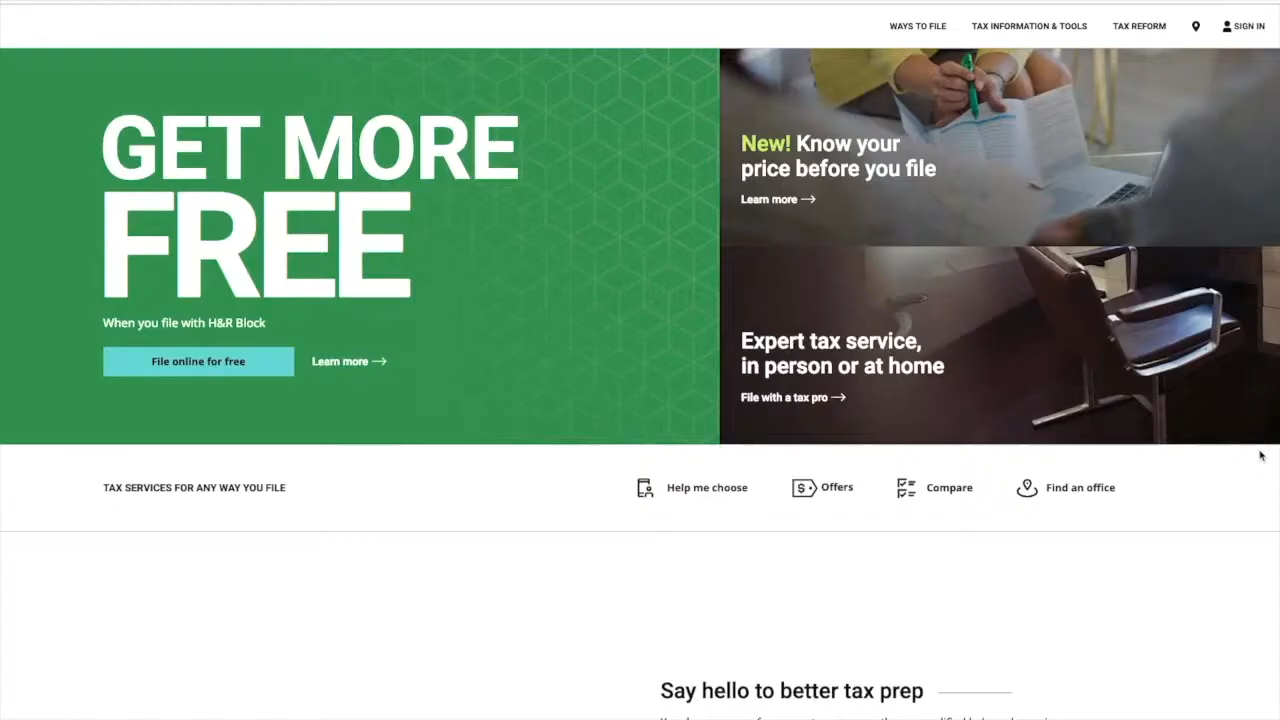 WAYS TO FILE
TAX INFORMATION & TOOLS
TAX REFORM
SIGN IN
GET MORE
FREE
When you file with H&R Block
File online for free
Learn more
New! Know your
price before you file
Learn more
Expert tax service,
in person or at home
File with a tax pro
TAX SERVICES FOR ANY WAY YOU FILE
Help me choose
$
Offers
Compare
Find an office
Say hello to better tax prep